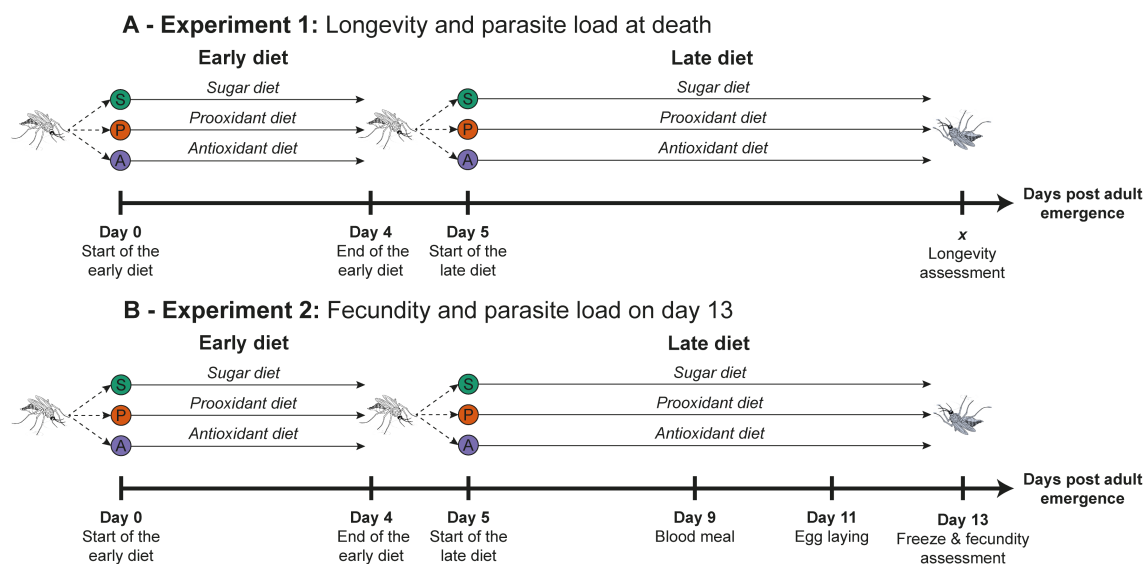 A - Experiment 1: Longevity and parasite load at death
Early diet
Late diet
S
Sugar diet
S
Sugar diet
P
Prooxidant diet
P
Prooxidant diet
A
Antioxidant diet
A
Antioxidant diet
Days post adult
emergence
Day 0
Start of the
early diet
Day 4
End of the
early diet
Day 5
Start of the
late diet
x
Longevity
assessment
B - Experiment 2: Fecundity and parasite load on day 13
Early diet
Late diet
S
Sugar diet
S
Sugar diet
P
Prooxidant diet
P
Prooxidant diet
A
Antioxidant diet
A
Antioxidant diet
Days post adult
emergence
Day 0
Start of the
early diet
Day 4
End of the
early diet
Day 5
Start of the
late diet
Day 9
Blood meal
Day 11
Egg laying
Day 13
Freeze & fecundity
assessment